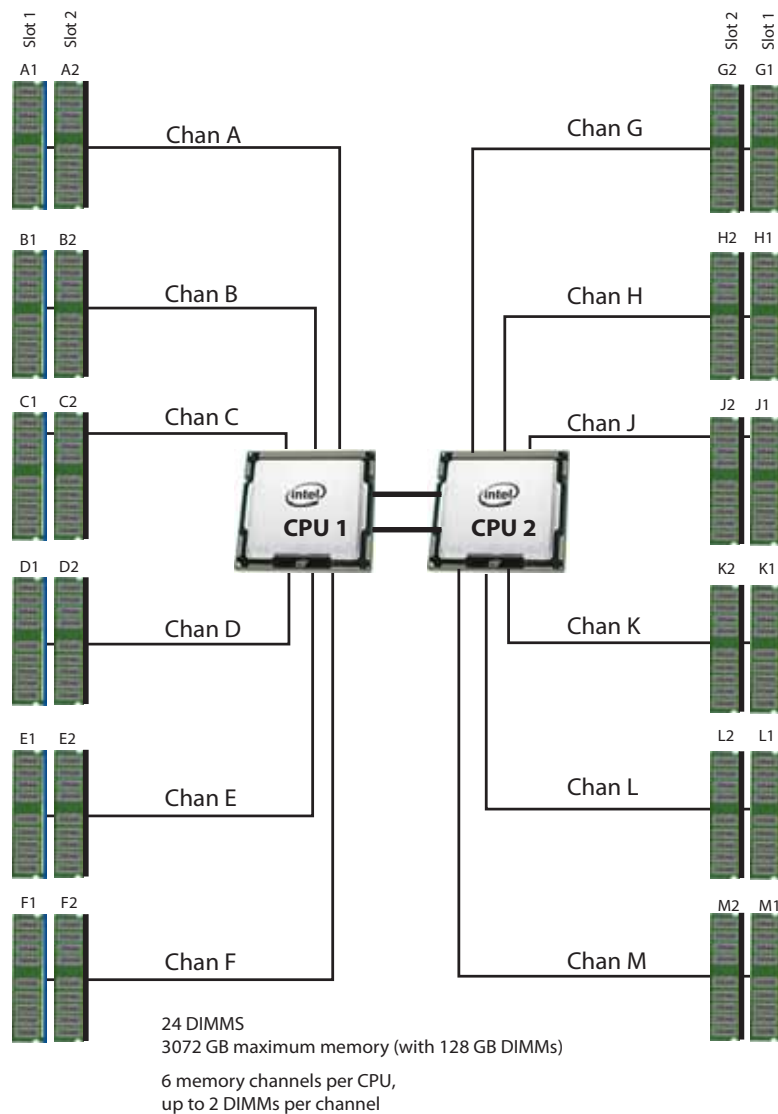 Slot 1
Slot 2
Slot 2
Slot 1
A1 A2
G2 G1
Chan A
Chan G
B1 B2
H2 H1
Chan B
Chan H
C1 C2
J2 J1
Chan C
Chan J
intel
CPU 1
intel
CPU 2
D1 D2
K2 K1
Chan D
Chan K
E1 E2
L2 L1
Chan E
Chan L
F1 F2
M2 M1
Chan F
Chan M
24 DIMMS
3072 GB maximum memory (with 128 GB DIMMs)
6 memory channels per CPU,
up to 2 DIMMs per channel